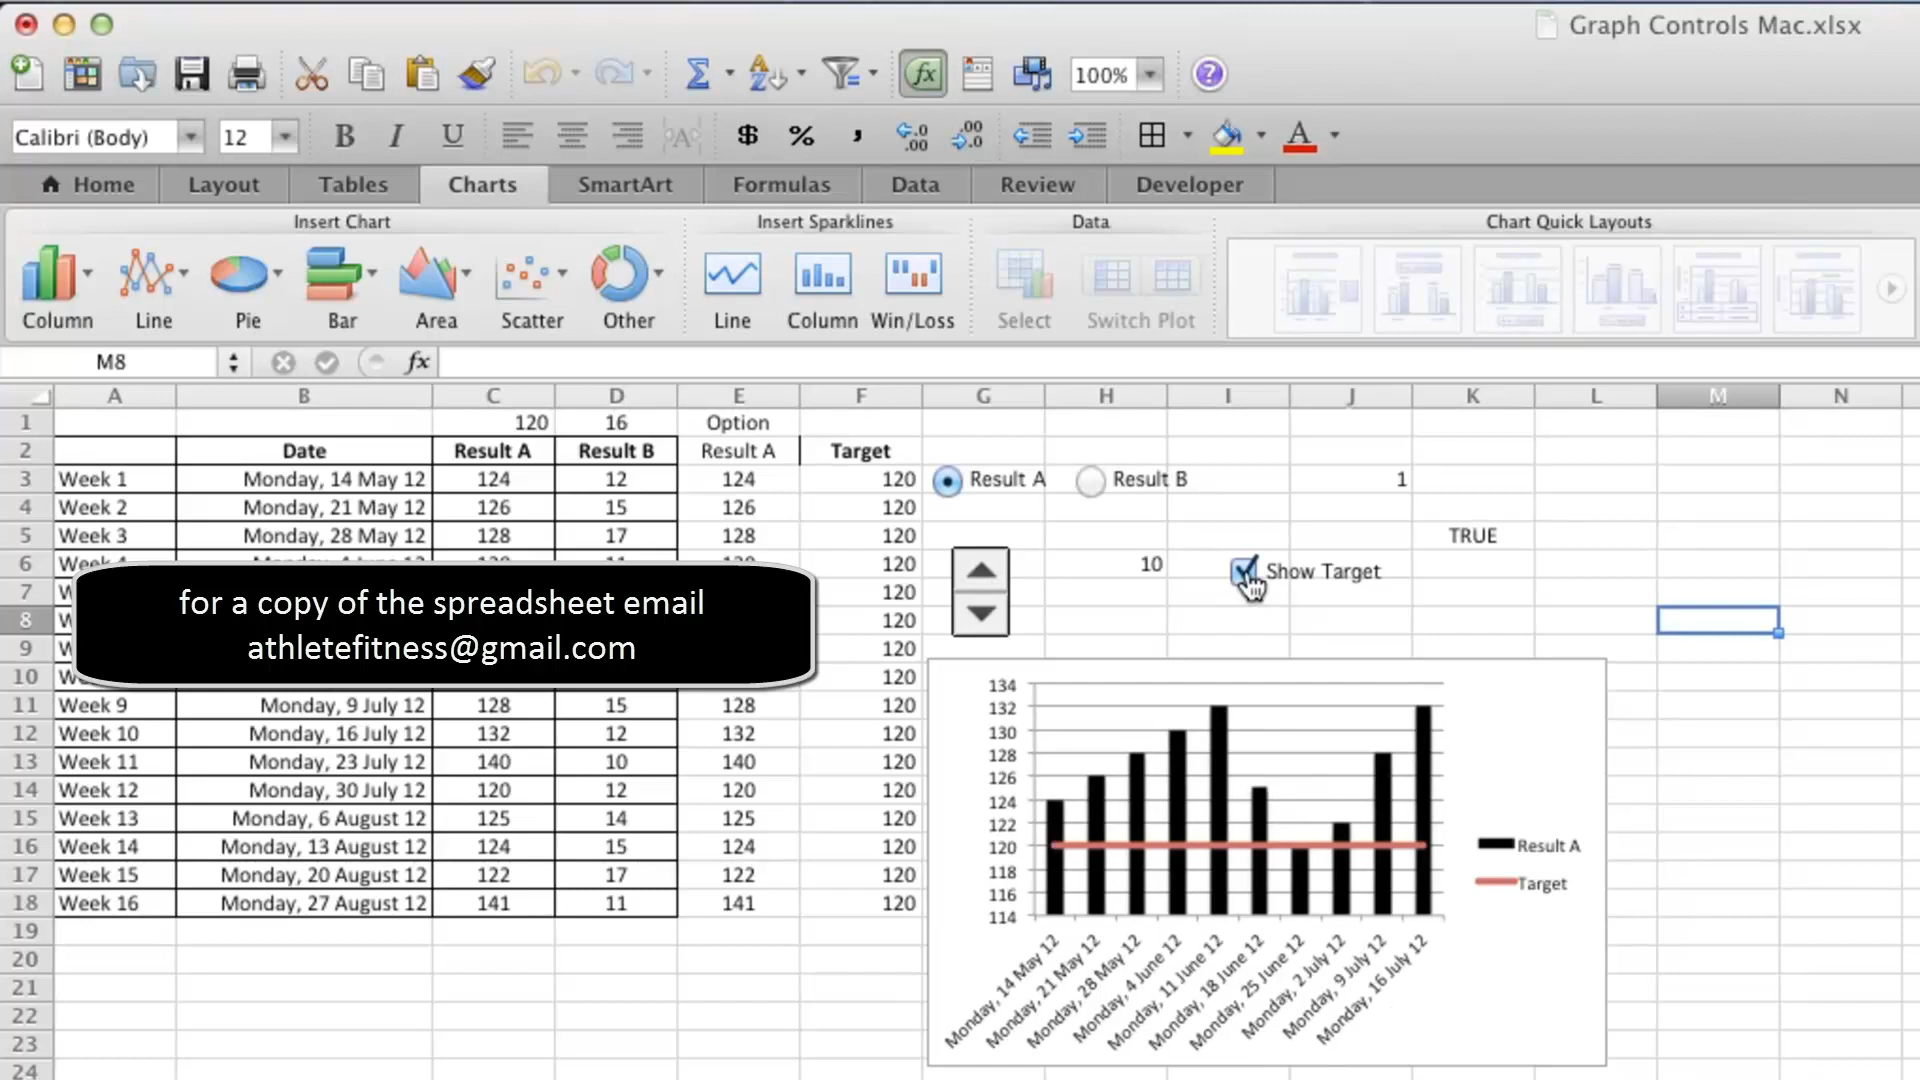 Graph Controls Mac.xlsx
100%
Calibri (Body) 12 B I U $ % ,
Home Layout Tables Charts SmartArt Formulas Data Review Developer
Insert Chart Insert Sparklines Data Chart Quick Layouts
Column Line Pie Bar Area Scatter Other Line Column Win/Loss Select Switch Plot
M8 fx
A B C D E F G H I J K L M N
1 120 16 Option
2 Date Result A Result B Result A Target
3 Week 1 Monday, 14 May 12 124 12 124 120 Result A Result B 1
4 Week 2 Monday, 21 May 12 126 15 126 120
5 Week 3 Monday, 28 May 12 128 17 128 120 TRUE
6 120 10 Show Target
7 120
8 120
9 120
10 120
for a copy of the spreadsheet email
athletefitness@gmail.com
11 Week 9 Monday, 9 July 12 128 15 128 120
12 Week 10 Monday, 16 July 12 132 12 132 120
13 Week 11 Monday, 23 July 12 140 10 140 120
14 Week 12 Monday, 30 July 12 120 12 120 120
15 Week 13 Monday, 6 August 12 125 14 125 120
16 Week 14 Monday, 13 August 12 124 15 124 120
17 Week 15 Monday, 20 August 12 122 17 122 120
18 Week 16 Monday, 27 August 12 141 11 141 120
19
20
21
22
23
24
134
132
130
128
126
124
122
120
118
116
114
Result A
Target
Monday, 14 May 12
Monday, 21 May 12
Monday, 28 May 12
Monday, 4 June 12
Monday, 11 June 12
Monday, 18 June 12
Monday, 25 June 12
Monday, 2 July 12
Monday, 9 July 12
Monday, 16 July 12